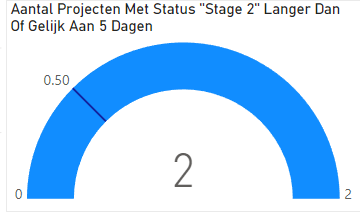 Aantal Projecten Met Status "Stage 2" Langer Dan
Of Gelijk Aan 5 Dagen
0.50
2
0
2